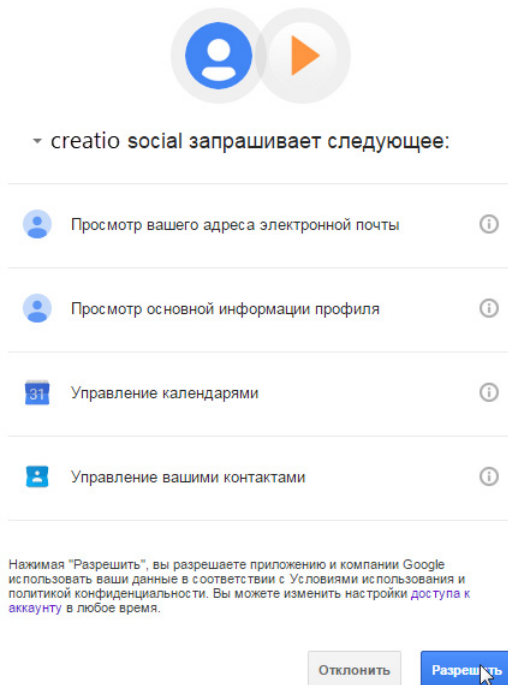 creatio social запрашивает следующее:
Просмотр вашего адреса электронной почты
Просмотр основной информации профиля
31
Управление календарями
Управление вашими контактами
Нажимая "Разрешить", вы разрешаете приложению и компании Google
использовать ваши данные в соответствии с Условиями использования и
политикой конфиденциальности. Вы можете изменить настройки доступа к
аккаунту в любое время.
Отклонить
Разрешить